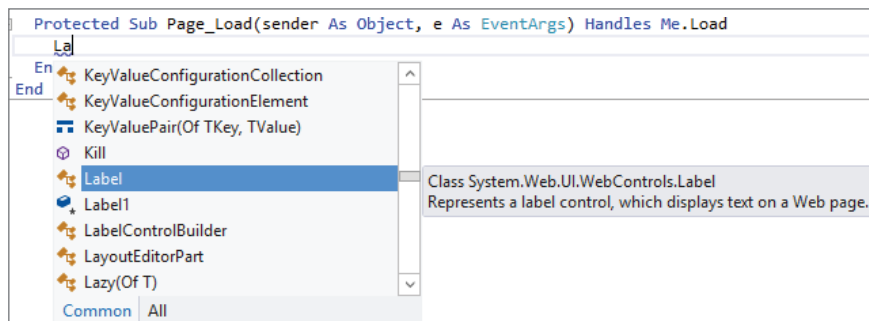 Protected Sub Page_Load(sender As Object, e As EventArgs) Handles Me.Load
La
En
End
KeyValueConfigurationCollection
KeyValueConfigurationElement
KeyValuePair(Of TKey, TValue)
Kill
Label
Class System.Web.UI.WebControls.Label
Represents a label control, which displays text on a Web page.
Label1
LabelControlBuilder
LayoutEditorPart
Lazy(Of T)
Common All